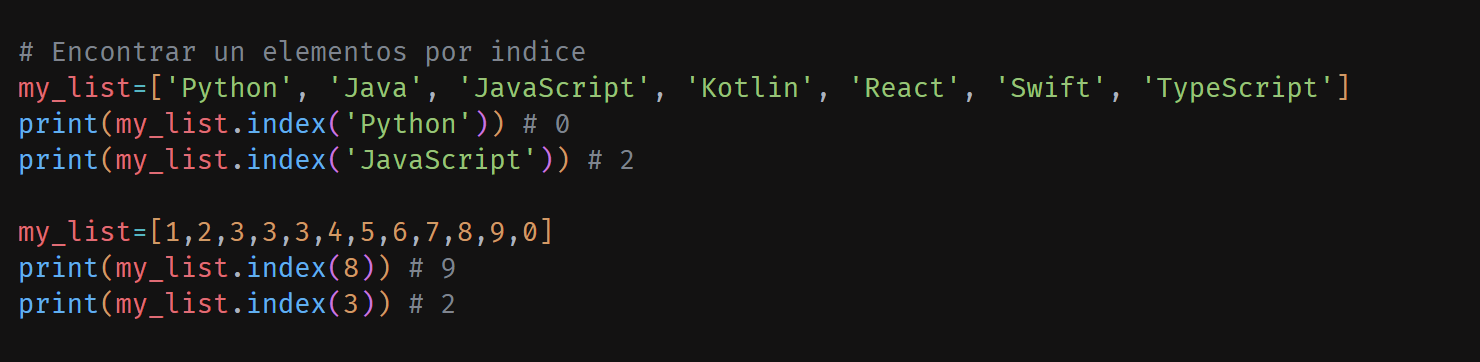 # Encontrar un elementos por indice
my_list=['Python', 'Java', 'JavaScript', 'Kotlin', 'React', 'Swift', 'TypeScript']
print(my_list.index('Python')) # 0
print(my_list.index('JavaScript')) # 2
my_list=[1,2,3,3,3,4,5,6,7,8,9,0]
print(my_list.index(8)) # 9
print(my_list.index(3)) # 2